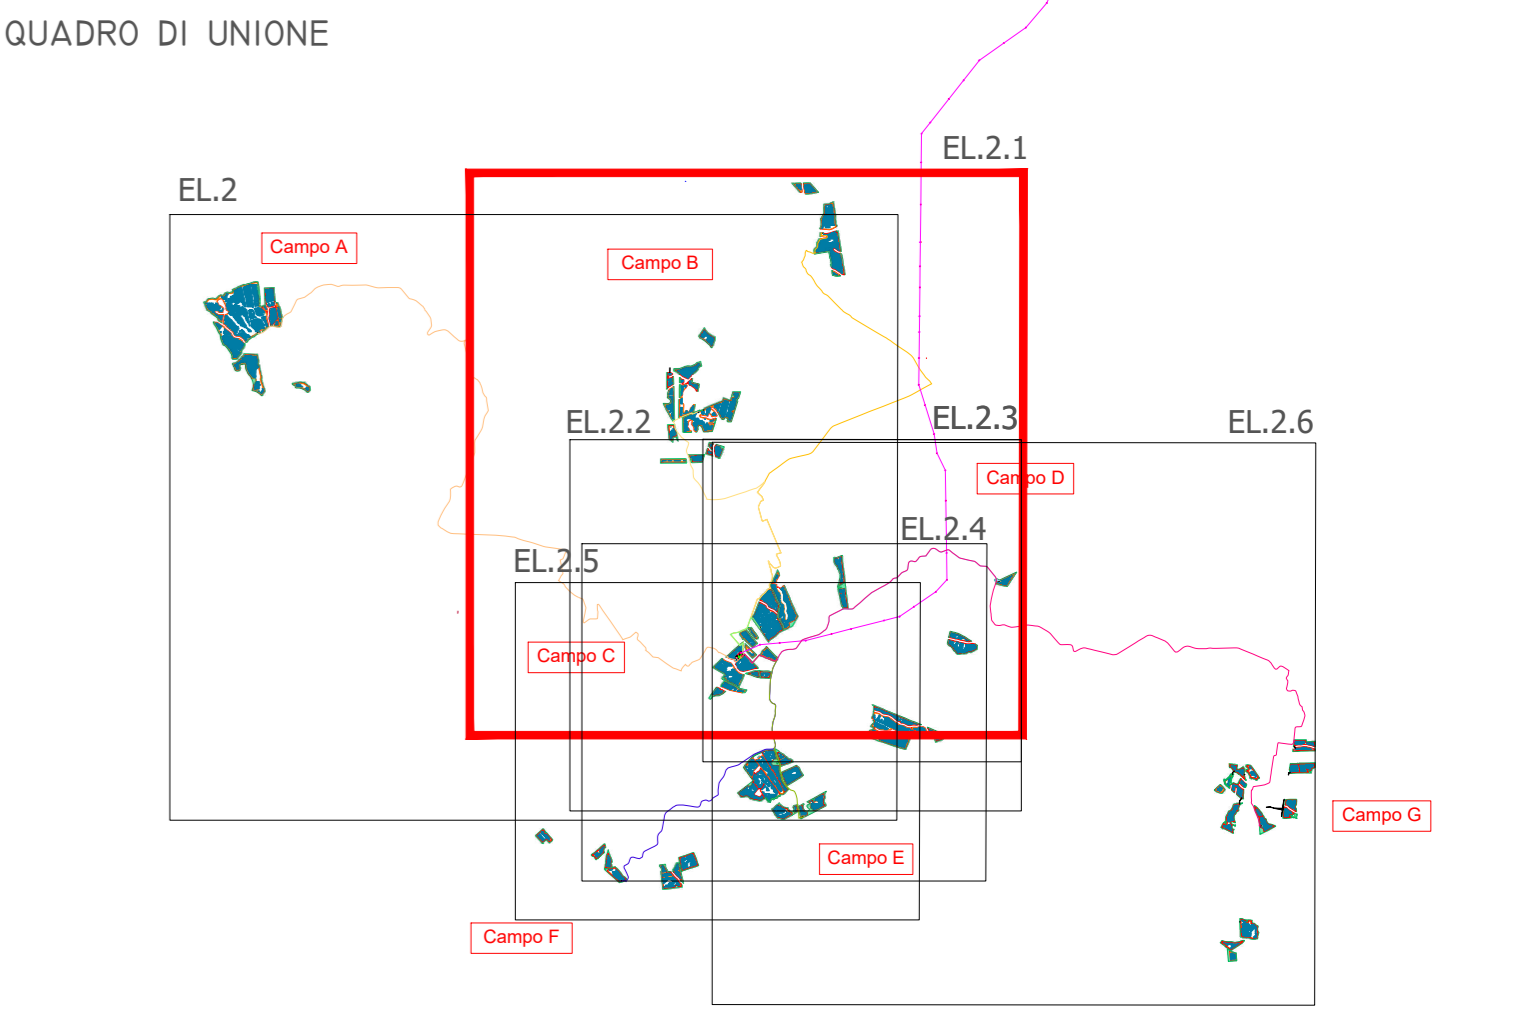 QUADRO DI UNIONE
EL.2.1
EL.2
Campo A
Campo B
EL.2.2
EL.2.3
EL.2.6
Campo D
EL.2.4
EL.2.5
Campo C
Campo G
Campo E
Campo F